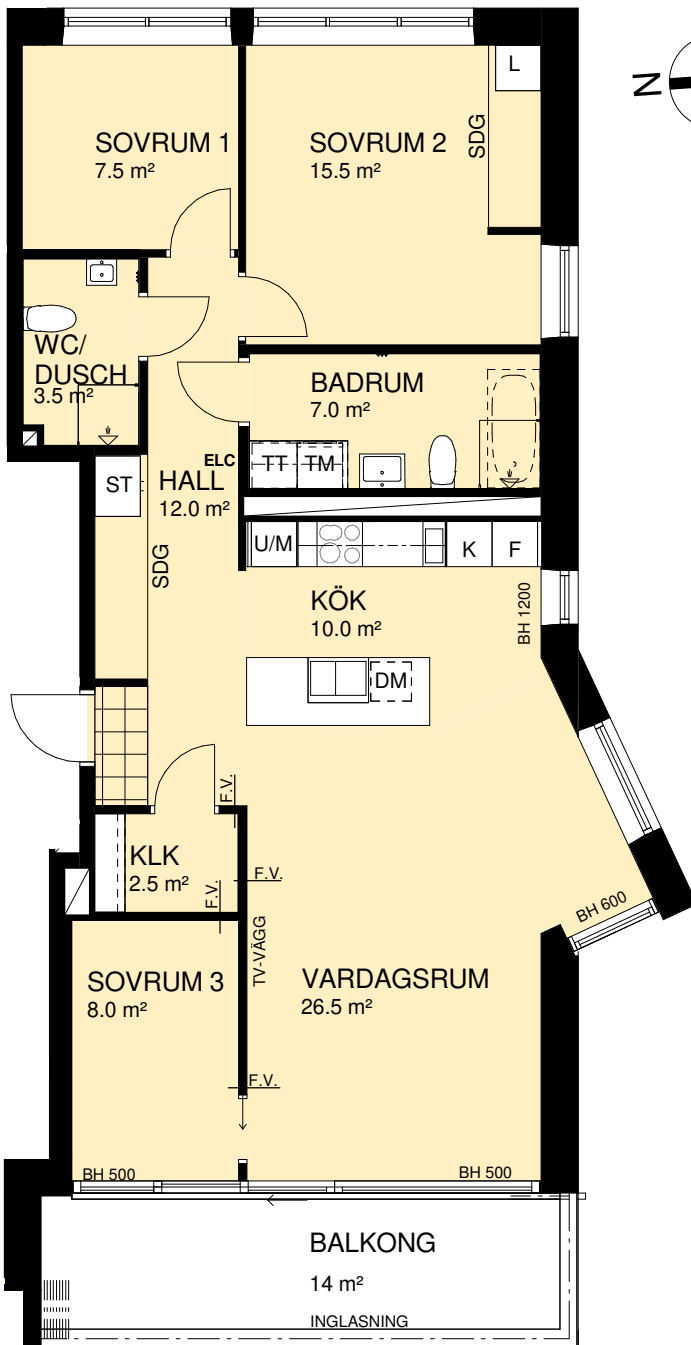 L
N
SOVRUM 1
7.5 m²
SOVRUM 2
15.5 m²
SDG
WC/
DUSCH
3.5 m²
BADRUM
7.0 m²
ELC
TT
TM
ST
HALL
12.0 m²
SDG
U/M
K
F
KÖK
10.0 m²
BH 1200
DM
F.V.
KLK
2.5 m²
F.V.
F.V.
BH 600
TV-VÄGG
SOVRUM 3
8.0 m²
VARDAGSRUM
26.5 m²
F.V.
BH 500
BH 500
BALKONG
14 m²
INGLASNING